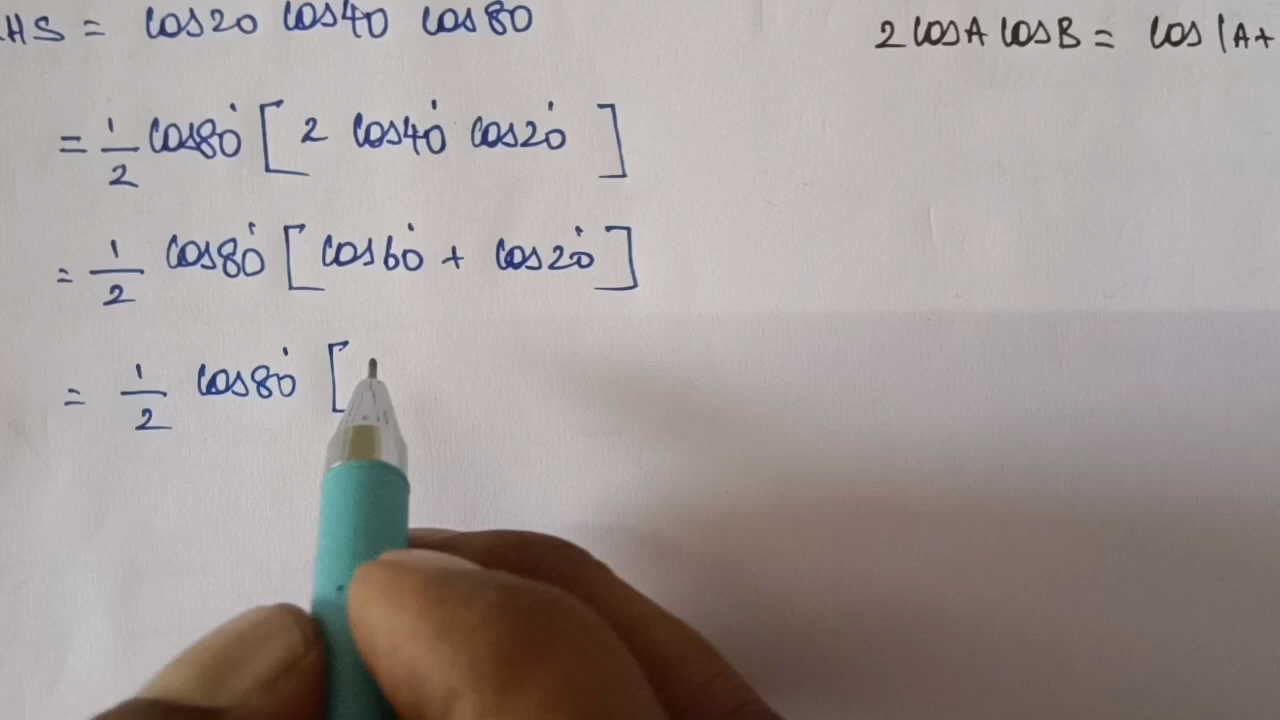 LHS = cos20 cos40 cos80
2 cosA cosB = cos (A+
= 1/2 cos80° [ 2 cos40° cos20° ]
= 1/2 cos80° [ cos60° + cos20° ]
= 1/2 cos80° [